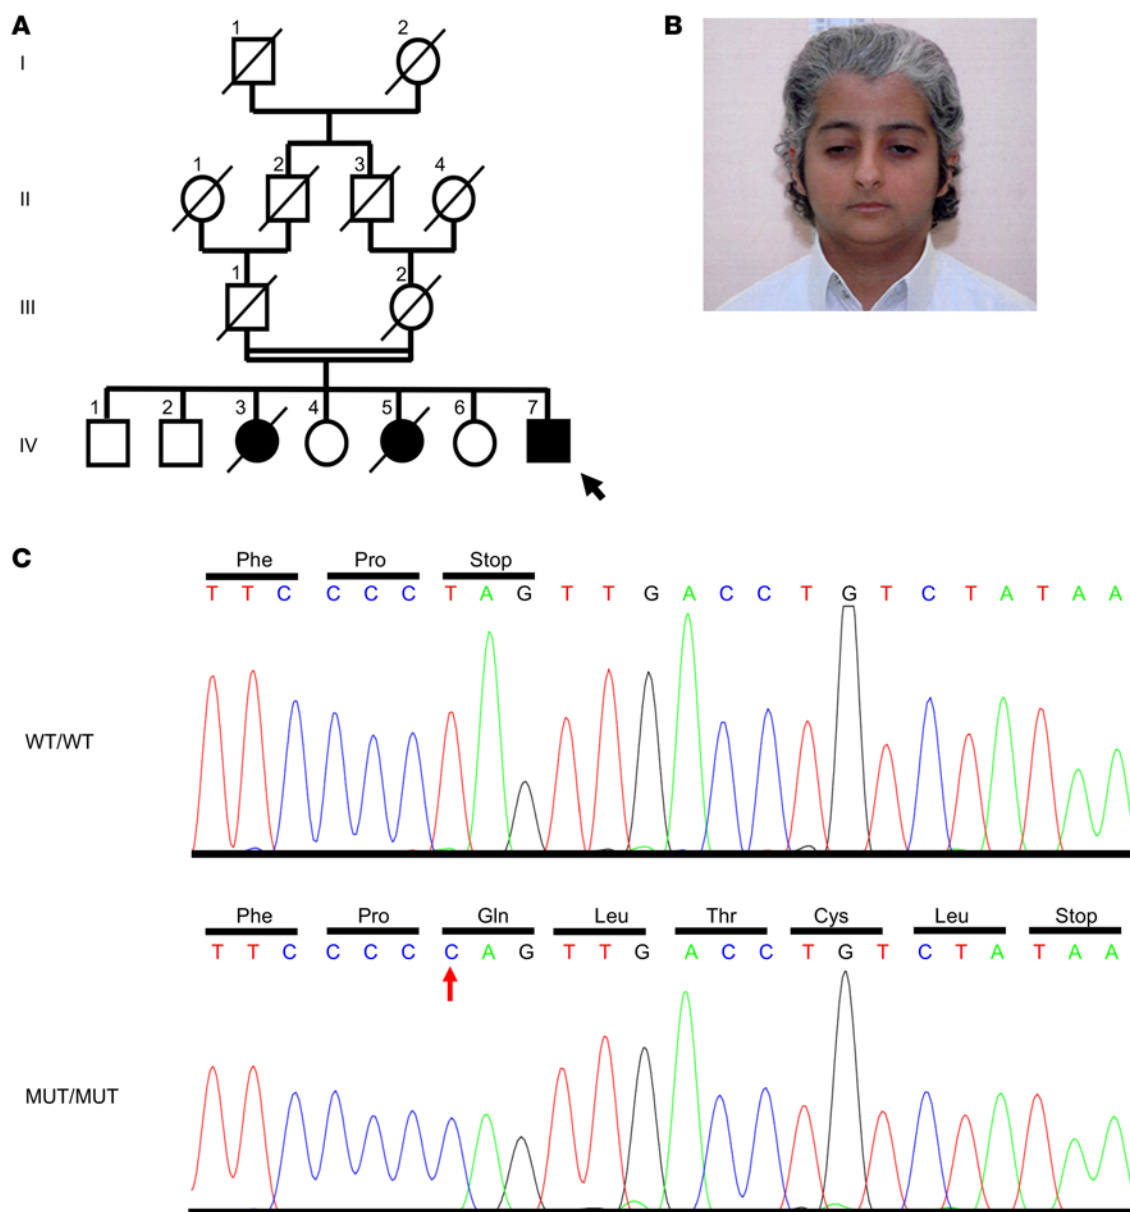 A
B
1 2
I
1 2 3 4
II
1 2
III
1 2 3 4 5 6 7
IV
C
Phe Pro Stop
T T C C C C T A G T T G A C C T G T C T A T A A
WT/WT
Phe Pro Gln Leu Thr Cys Leu Stop
T T C C C C C A G T T G A C C T G T C T A T A A
MUT/MUT